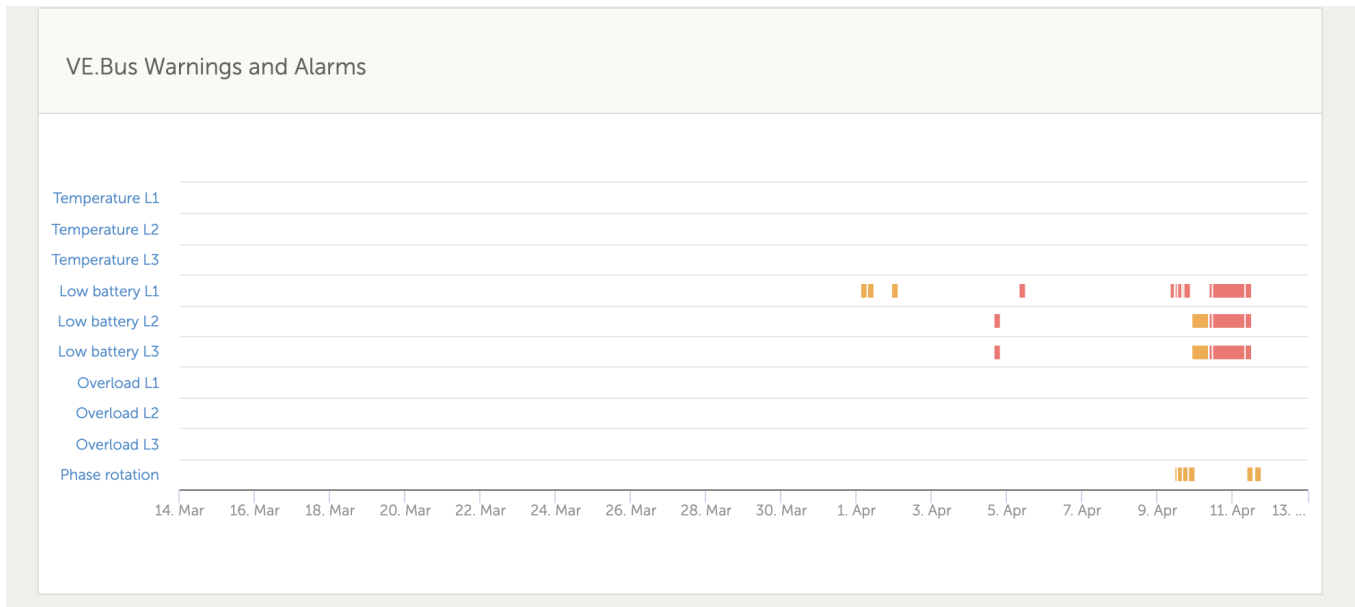 VE.Bus Warnings and Alarms
Temperature L1
Temperature L2
Temperature L3
Low battery L1
Low battery L2
Low battery L3
Overload L1
Overload L2
Overload L3
Phase rotation
14. Mar 16. Mar 18. Mar 20. Mar 22. Mar 24. Mar 26. Mar 28. Mar 30. Mar 1. Apr 3. Apr 5. Apr 7. Apr 9. Apr 11. Apr 13. ...